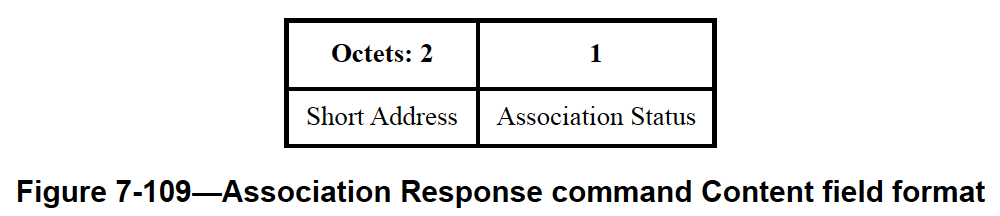 Octets: 2 1
Short Address Association Status
Figure 7-109—Association Response command Content field format